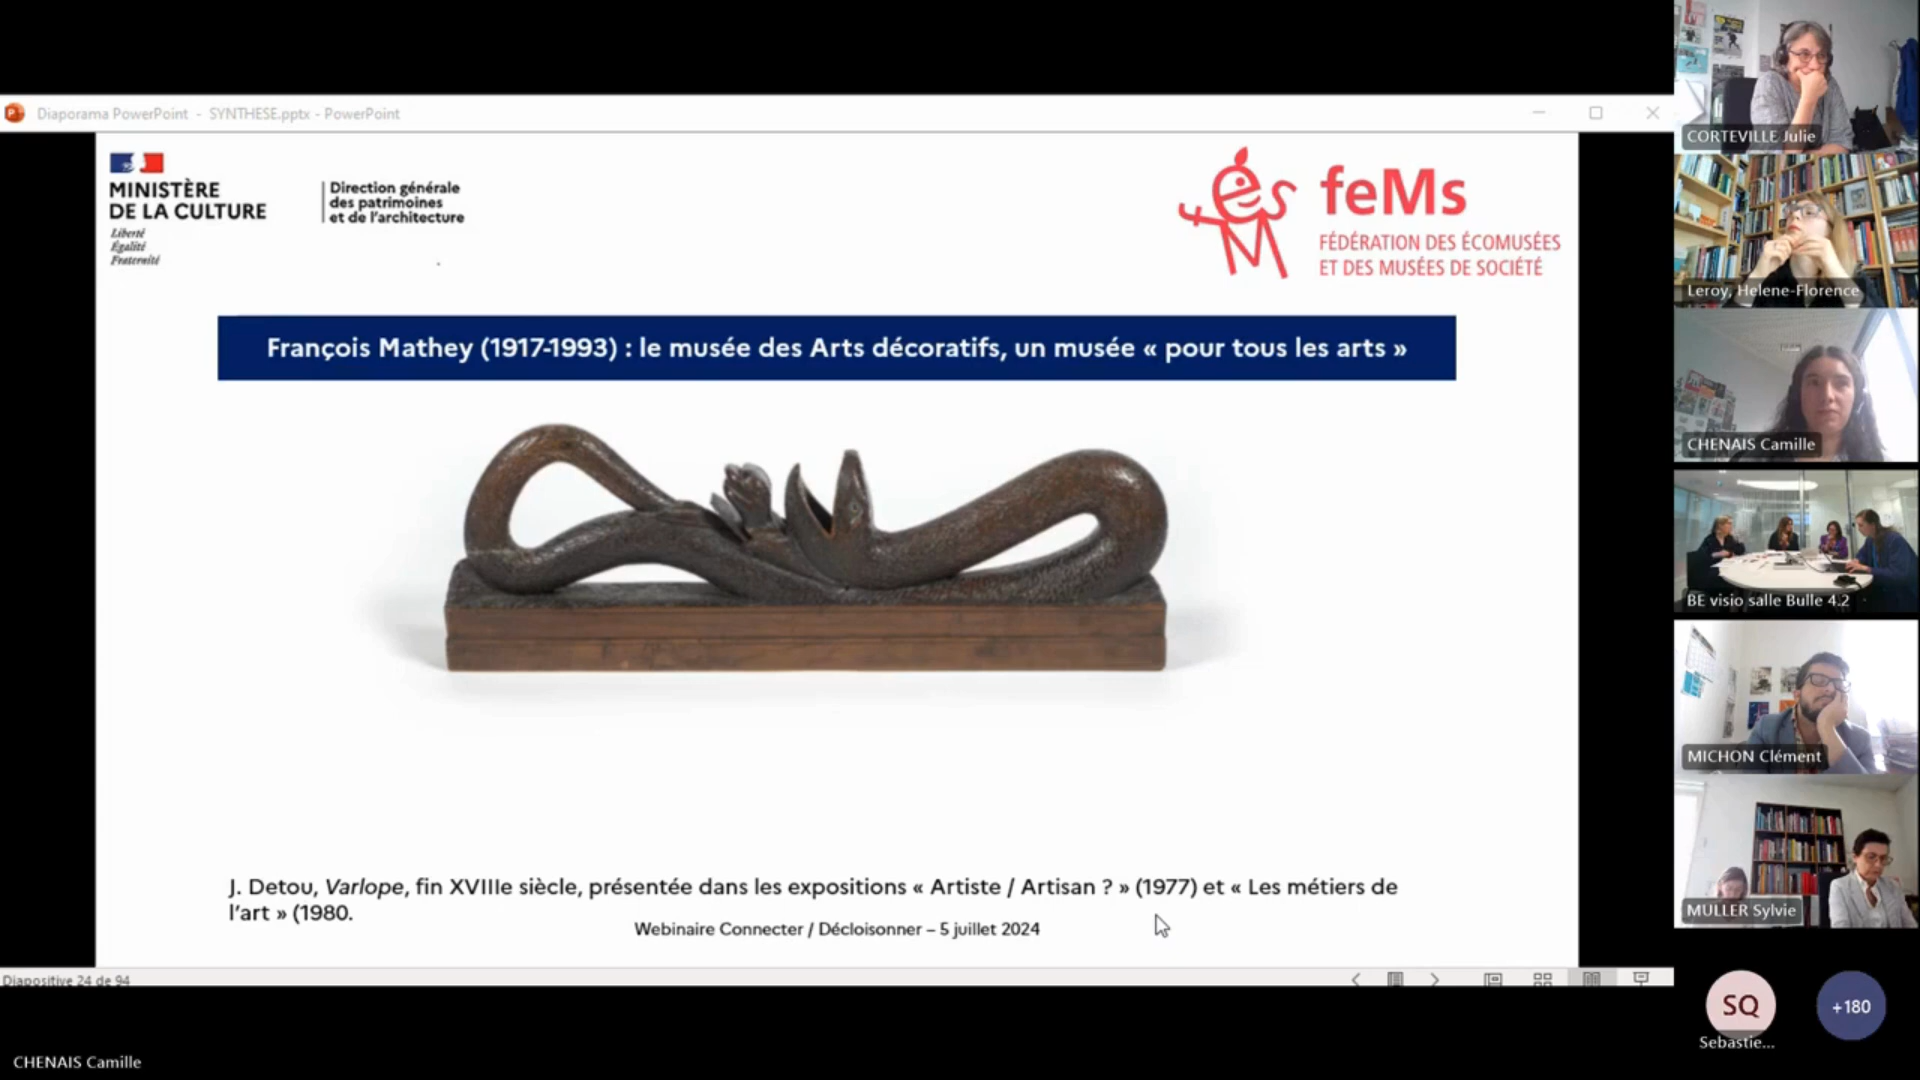 Diaporama PowerPoint - SYNTHESE.pptx - PowerPoint
MINISTÈRE
DE LA CULTURE
Liberté
Égalité
Fraternité
Direction générale
des patrimoines
et de l'architecture
feMs
FÉDÉRATION DES ÉCOMUSÉES
ET DES MUSÉES DE SOCIÉTÉ
François Mathey (1917-1993) : le musée des Arts décoratifs, un musée « pour tous les arts »
J. Detou, Varlope, fin XVIIIe siècle, présentée dans les expositions « Artiste / Artisan ? » (1977) et « Les métiers de
l'art » (1980.
Webinaire Connecter / Décloisonner – 5 juillet 2024
Diapositive 24 de 94
CHENAIS Camille
CORTEVILLE Julie
Leroy, Helene-Florence
CHENAIS Camille
BE visio salle Bulle 4.2
MICHON Clément
MULLER Sylvie
SQ
Sebastie...
+180